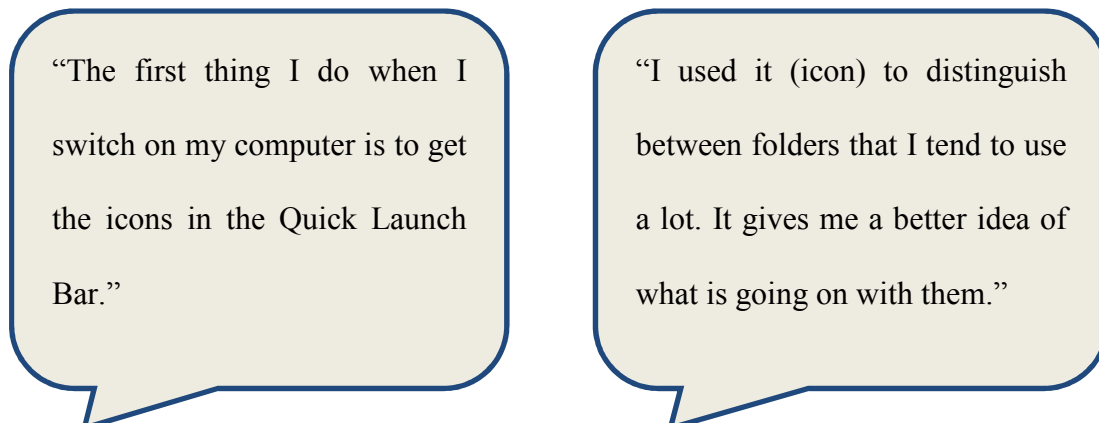 “The first thing I do when I
switch on my computer is to get
the icons in the Quick Launch
Bar.”
“I used it (icon) to distinguish
between folders that I tend to use
a lot. It gives me a better idea of
what is going on with them.”